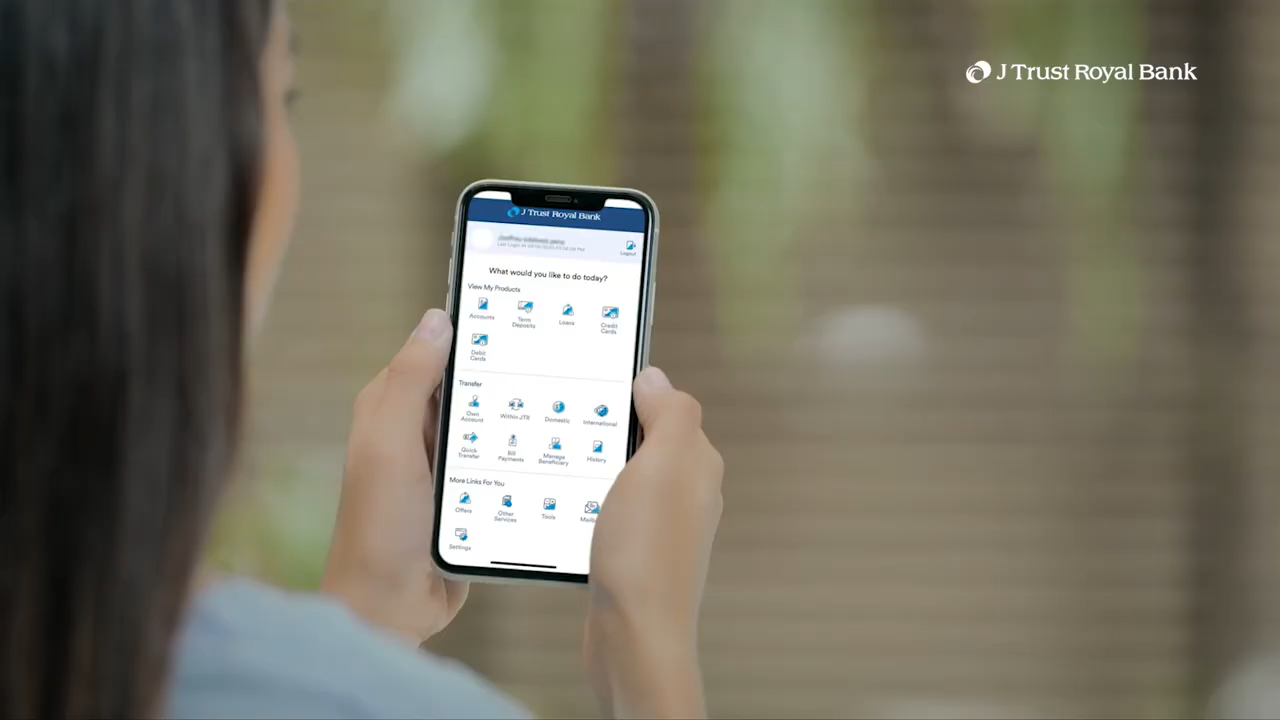 J Trust Royal Bank
J Trust Royal Bank
Logout
What would you like to do today?
View My Products
Accounts
Term
Deposits
Loans
Credit
Cards
Debit
Cards
Transfer
Own
Account
Within JTR
Domestic
International
Quick
Transfer
Bill
Payments
Manage
Beneficiary
History
More Links For You
Offers
Other
Services
Tools
Settings